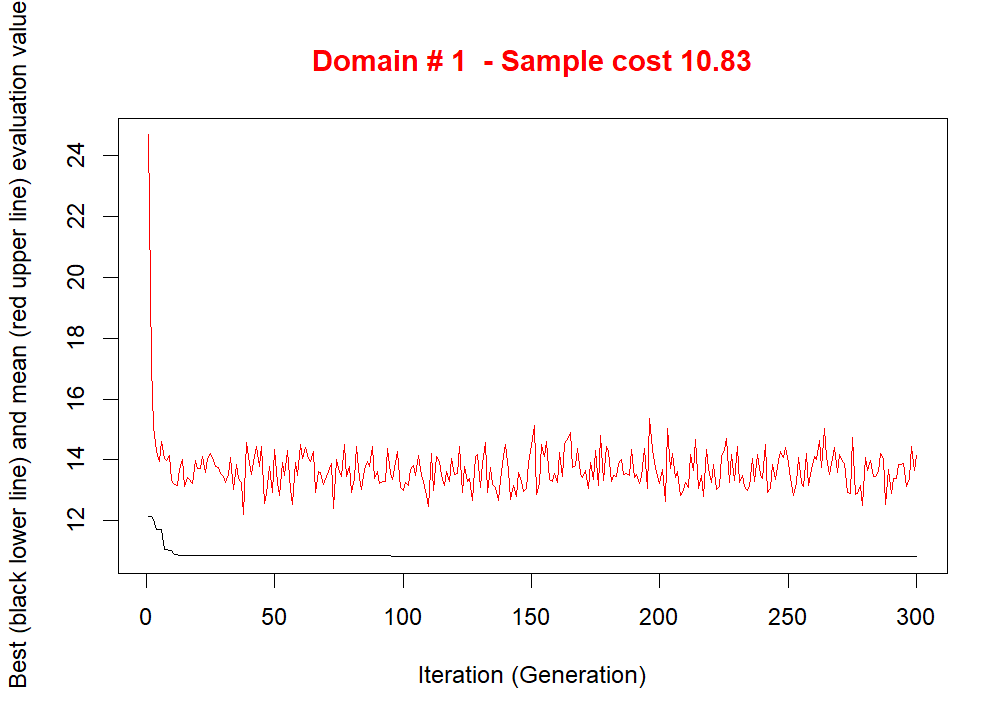 Domain # 1  - Sample cost 10.83
Best (black lower line) and mean (red upper line) evaluation value
24
22
20
18
16
14
12
0 50 100 150 200 250 300
Iteration (Generation)